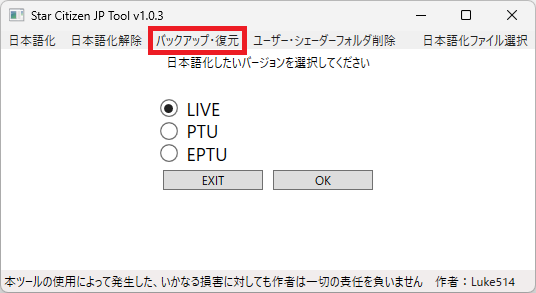 Star Citizen JP Tool v1.0.3
日本語化 日本語化解除 バックアップ・復元 ユーザー・シェーダーフォルダ削除 日本語化ファイル選択
日本語化したいバージョンを選択してください
LIVE
PTU
EPTU
EXIT OK
本ツールの使用によって発生した、いかなる損害に対しても作者は一切の責任を負いません 作者：Luke514